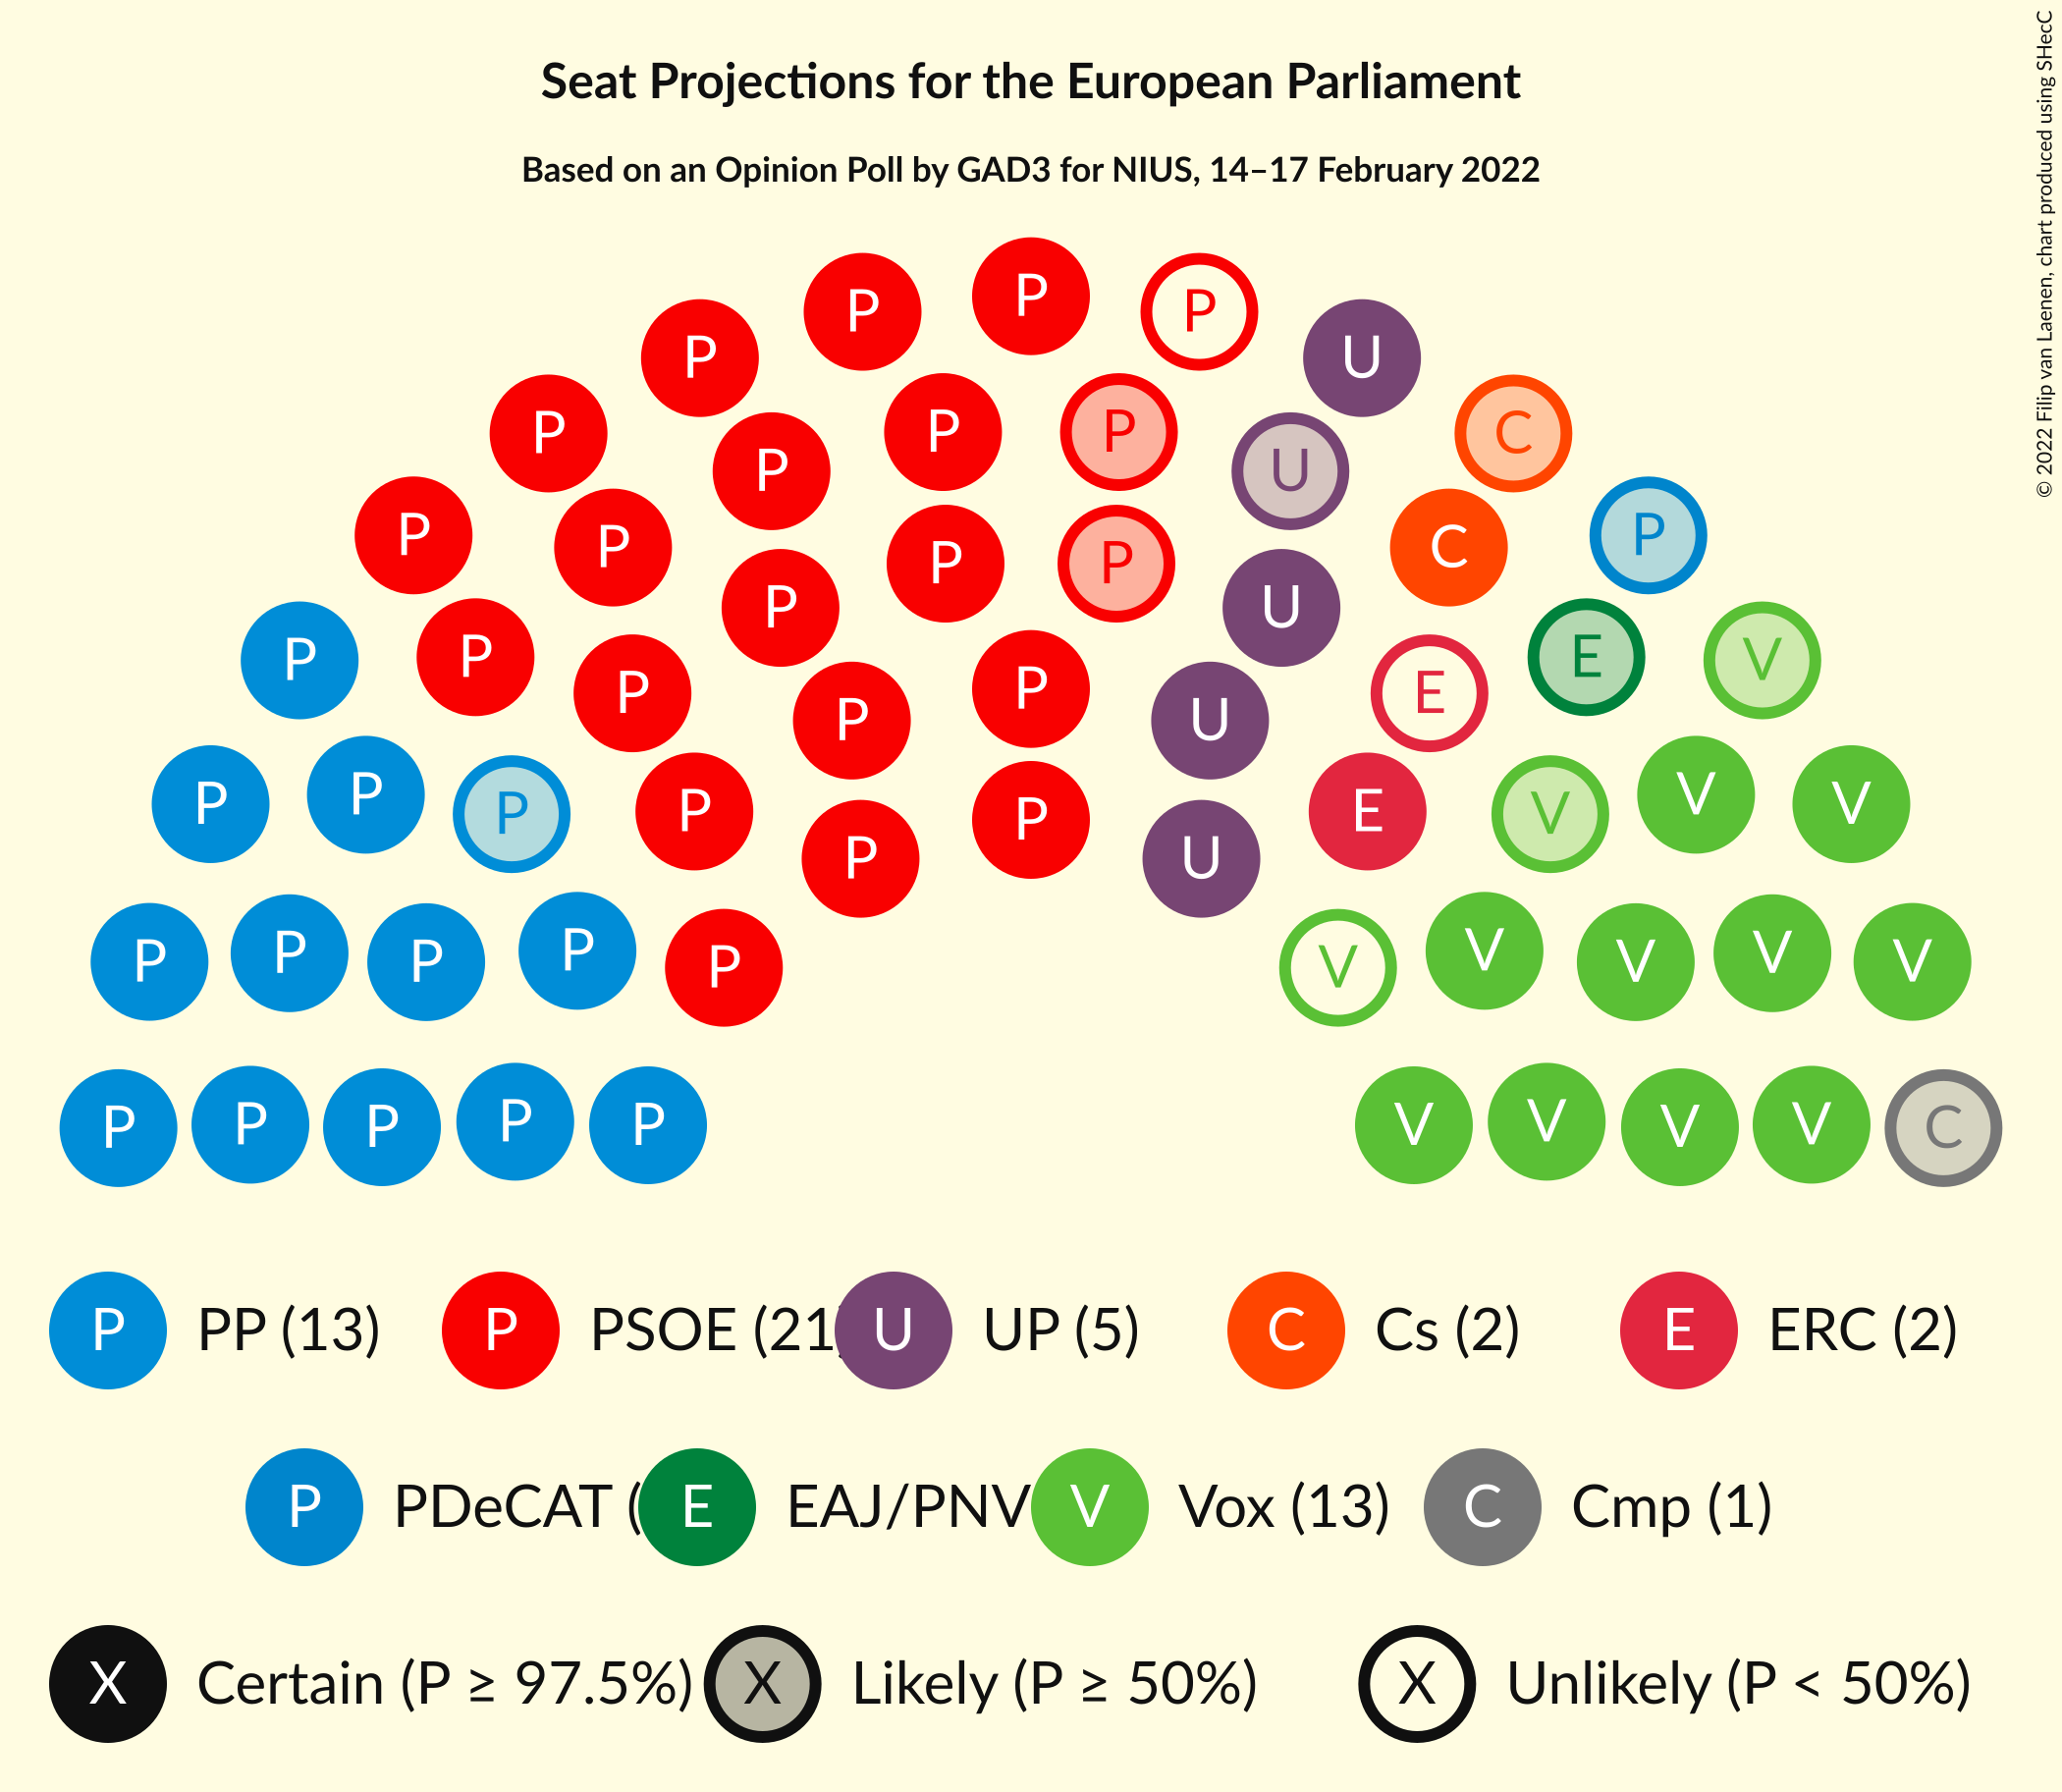 Seat Projections for the European Parliament
Based on an Opinion Poll by GAD3 for NIUS, 14–17 February 2022
© 2022 Filip van Laenen, chart produced using SHecC
P
P P
P U
P P P U C
P P
P C P
P P P
P U
P P E E V
P P U
P P P P E V V V
P
P U
P P P P P V V V V V
P P P P P V V V V C
P PP (13) P PSOE (21 U UP (5) C Cs (2) E ERC (2)
P PDeCAT ( E EAJ/PNV V Vox (13) C Cmp (1)
X Certain (P ≥ 97.5%) X Likely (P ≥ 50%) X Unlikely (P < 50%)